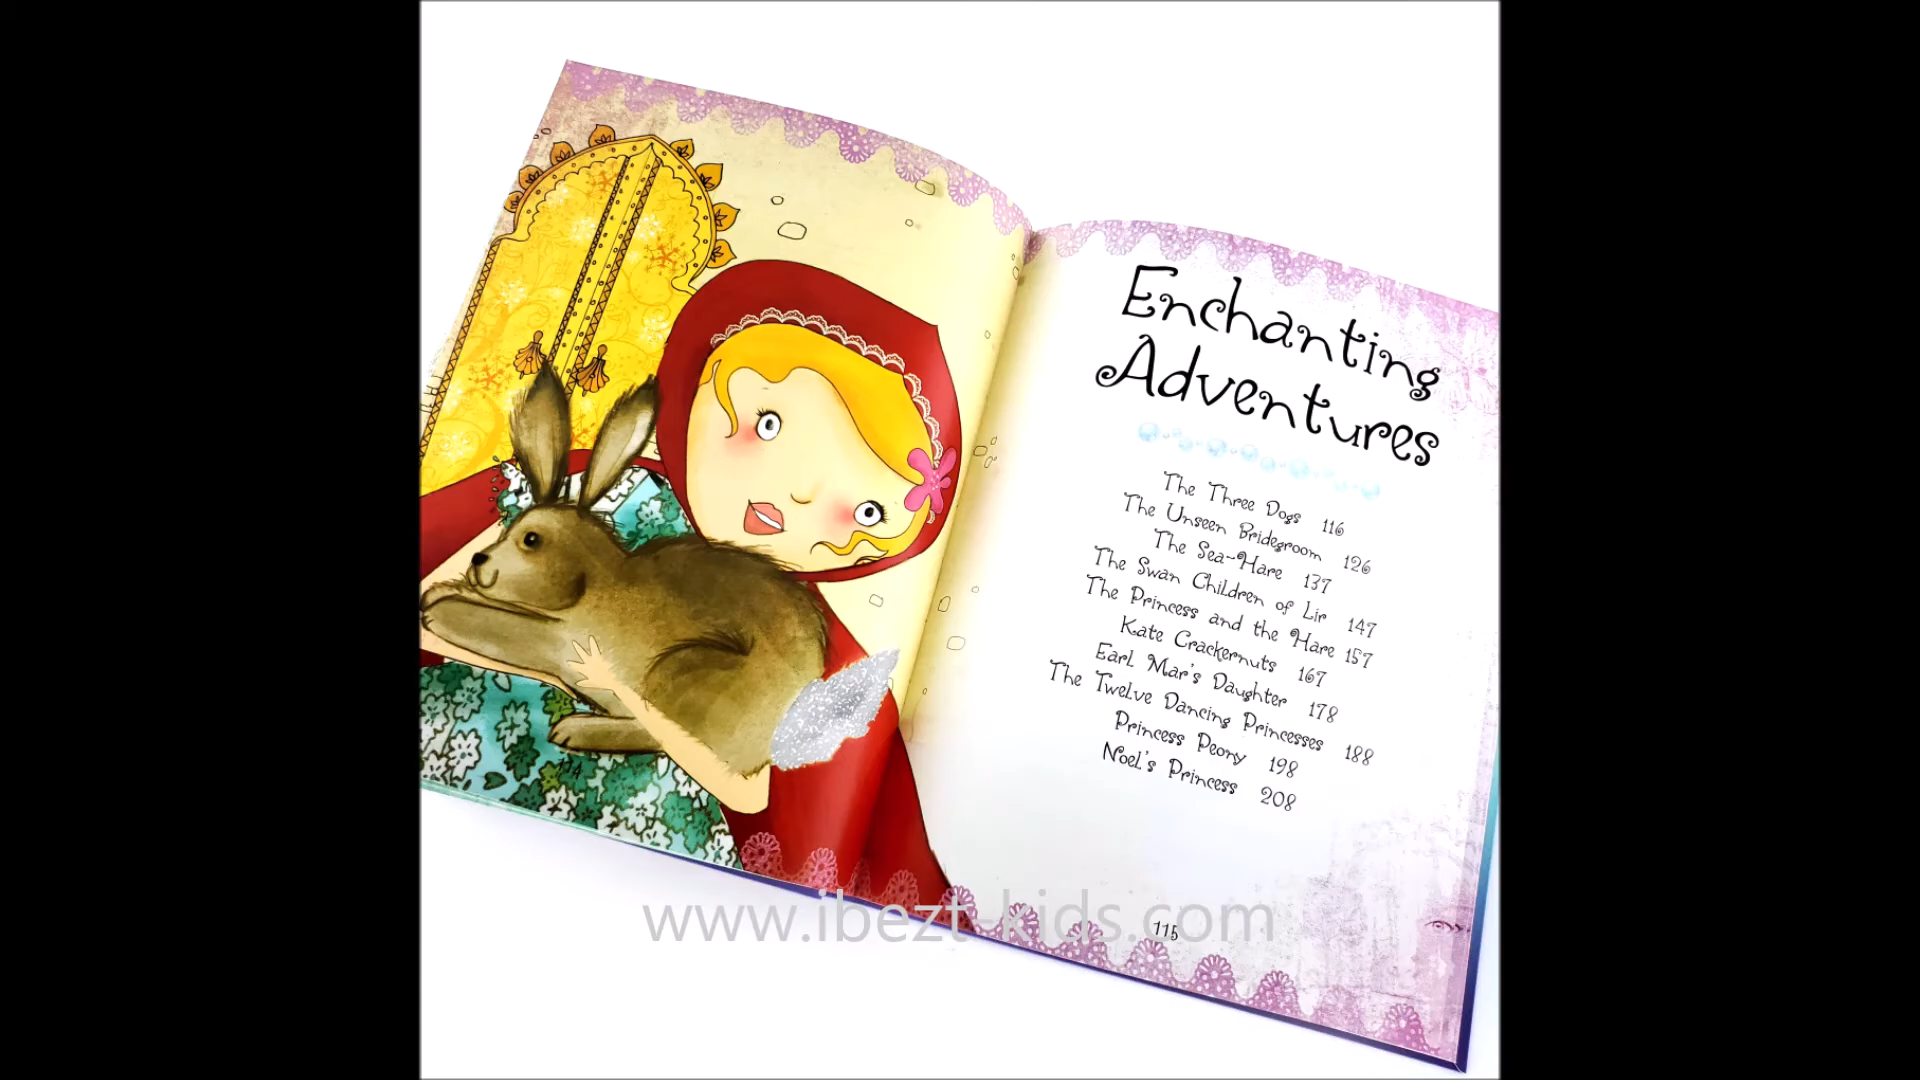 114
Enchanting
Adventures
The Three Dogs 116
The Unseen Bridegroom 126
The Sea-Hare 137
The Swan Children of Lir 147
The Princess and the Hare 157
Kate Crackernuts 167
Earl Mar's Daughter 178
The Twelve Dancing Princesses 188
Princess Peony 198
Noel's Princess 208
115
www.ibezt-kids.com